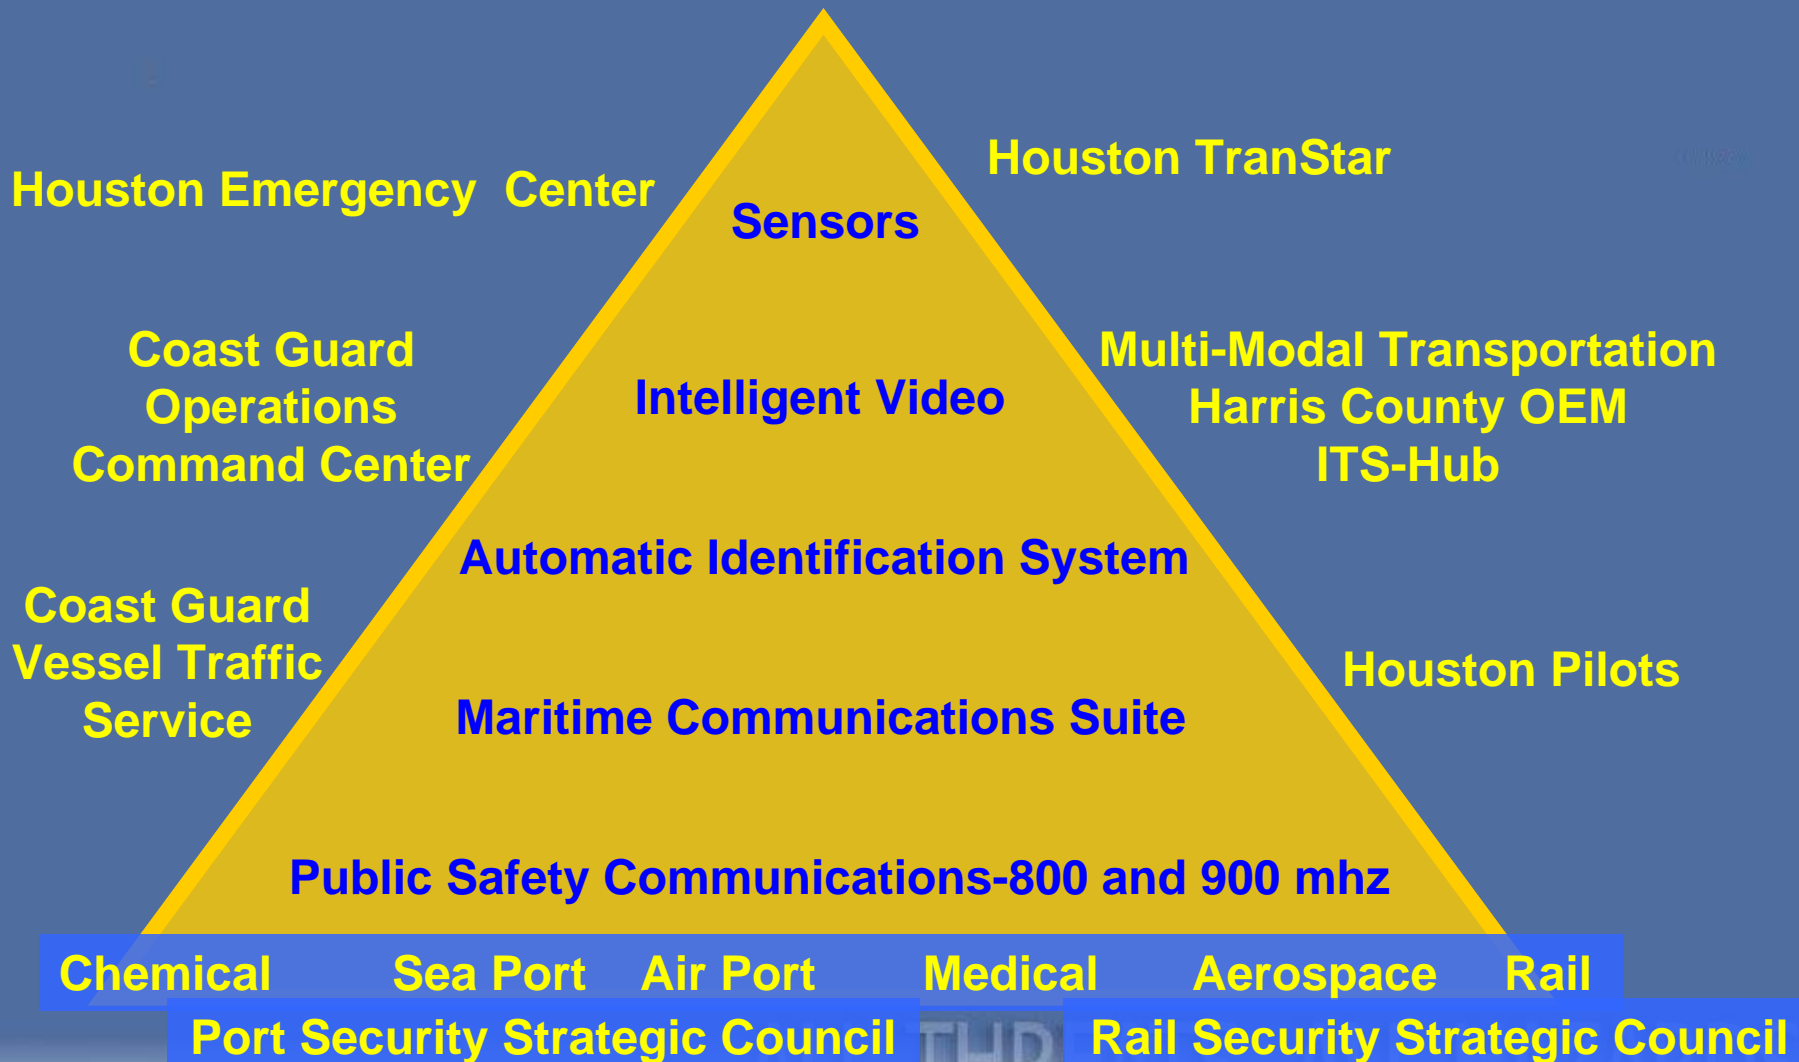 Houston TranStar
Houston Emergency Center
Sensors
Coast Guard
Operations
Command Center
Intelligent Video
Multi-Modal Transportation
Harris County OEM
ITS-Hub
Automatic Identification System
Coast Guard
Vessel Traffic
Service
Houston Pilots
Maritime Communications Suite
Public Safety Communications-800 and 900 mhz
Chemical Sea Port Air Port Medical Aerospace Rail
Port Security Strategic Council Rail Security Strategic Council